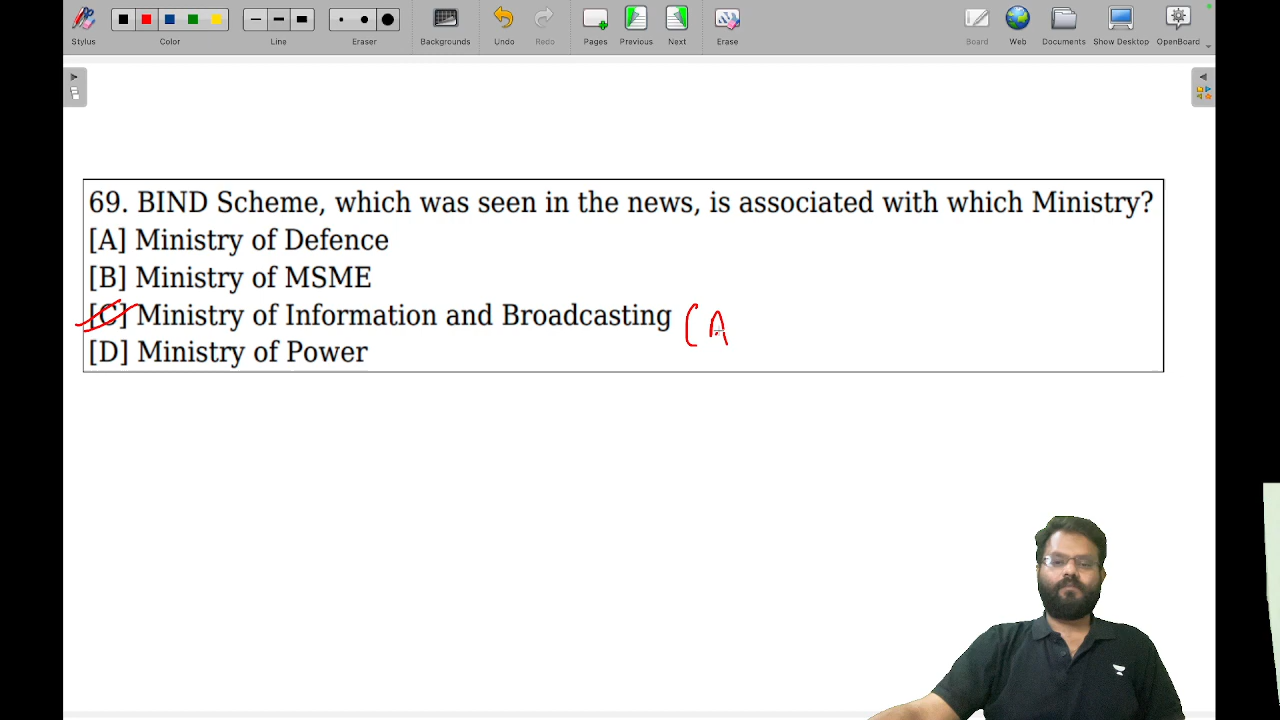 Stylus
Color
Line
Eraser
Backgrounds
Undo
Redo
Pages
Previous
Next
Erase
Board
Web
Documents
Show Desktop
OpenBoard
69. BIND Scheme, which was seen in the news, is associated with which Ministry?
[A] Ministry of Defence
[B] Ministry of MSME
[C] Ministry of Information and Broadcasting (A
[D] Ministry of Power